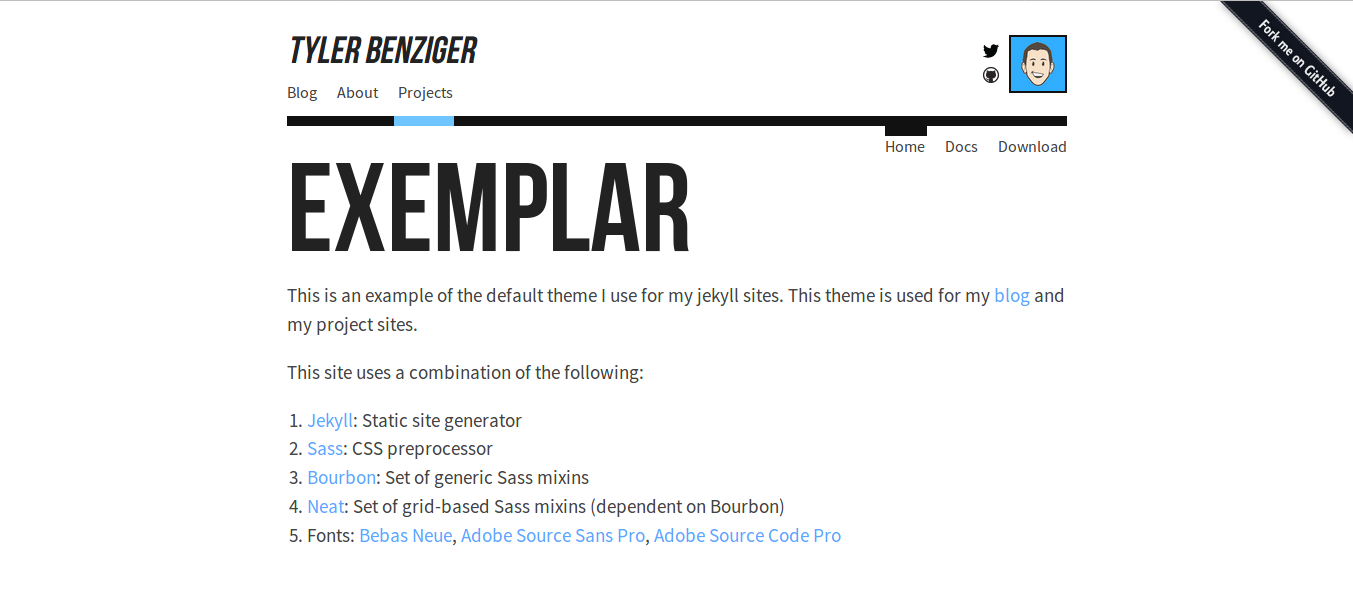 TYLER BENZIGER
Blog About Projects
Fork me on GitHub
Home Docs Download
EXEMPLAR
This is an example of the default theme I use for my jekyll sites. This theme is used for my blog and
my project sites.
This site uses a combination of the following:
1. Jekyll: Static site generator
2. Sass: CSS preprocessor
3. Bourbon: Set of generic Sass mixins
4. Neat: Set of grid-based Sass mixins (dependent on Bourbon)
5. Fonts: Bebas Neue, Adobe Source Sans Pro, Adobe Source Code Pro